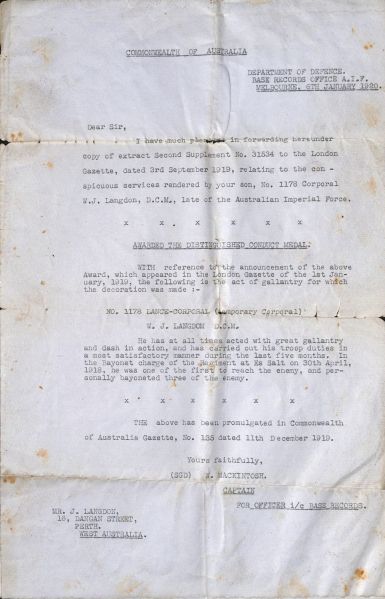 COMMONWEALTH OF AUSTRALIA
DEPARTMENT OF DEFENCE.
BASE RECORDS OFFICE A.I.F.
MELBOURNE. 6TH JANUARY 1920.
Dear Sir,
I have much pleasure in forwarding hereunder
copy of extract Second Supplement No. 31534 to the London
Gazette, dated 3rd September 1919, relating to the con -
spicuous services rendered by your son, No. 1178 Corporal
W.J. Langdon, D.C.M., late of the Australian Imperial Force.
x x x x x x x
AWARDED THE DISTINGUISHED CONDUCT MEDAL.
WITH reference to the announcement of the above
Award, which appeared in the London Gazette of the 1st Jan-
uary, 1919, the following is the act of gallantry for which
the decoration was made :-
NO. 1178 LANCE-CORPORAL (Temporary Corporal)
W. J. LANGDON D.C.M.
He has at all times acted with great gallantry
and dash in action, and has carried out his troop duties in
a most satisfactory manner during the last five months. In
the Bayonet charge of the Regiment at Es Salt on 30th April,
1918, he was one of the first to reach the enemy, and per-
sonally bayoneted three of the enemy.
x x x x x x x
THE above has been promulgated in Commonwealth
of Australia Gazette, No. 135 dated 11th December 1919.
Yours faithfully,
(SGD) MACKINTOSH.
CAPTAIN
FOR OFFICER i/c BASE RECORDS.
MR. J. LANGDON,
18, DANGAN STREET,
PERTH.
WEST AUSTRALIA.